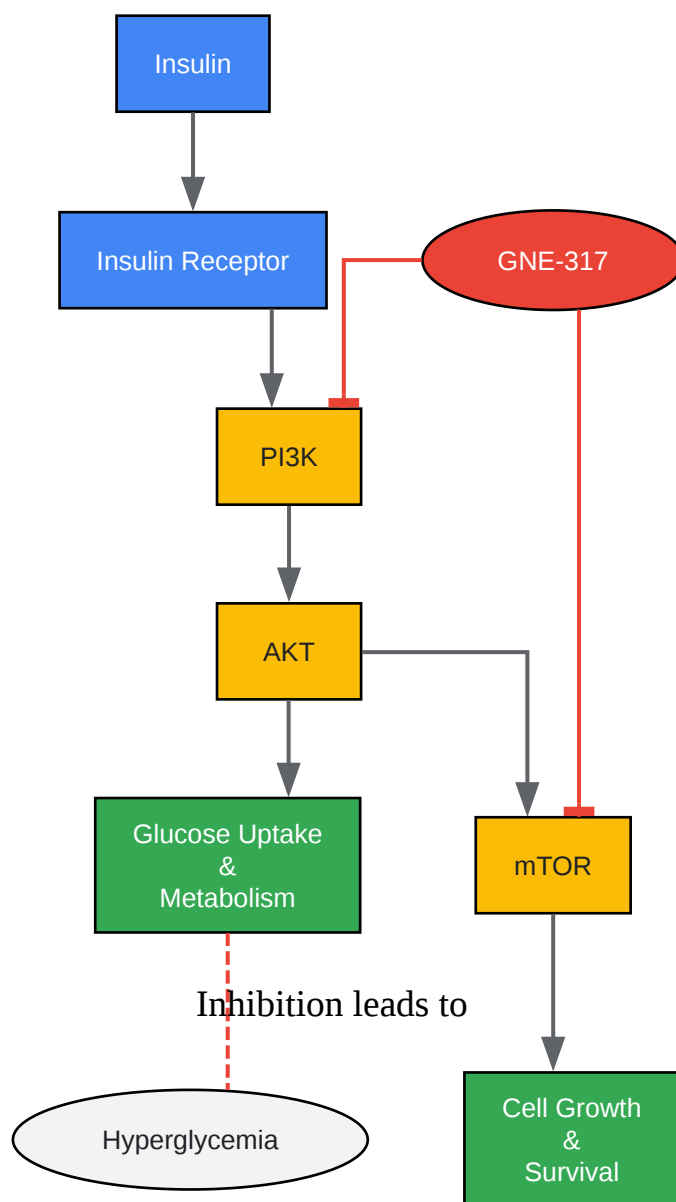 Insulin
Insulin Receptor
GNE-317
PI3K
AKT
Glucose Uptake
&
Metabolism
mTOR
Inhibition leads to
Hyperglycemia
Cell Growth
&
Survival